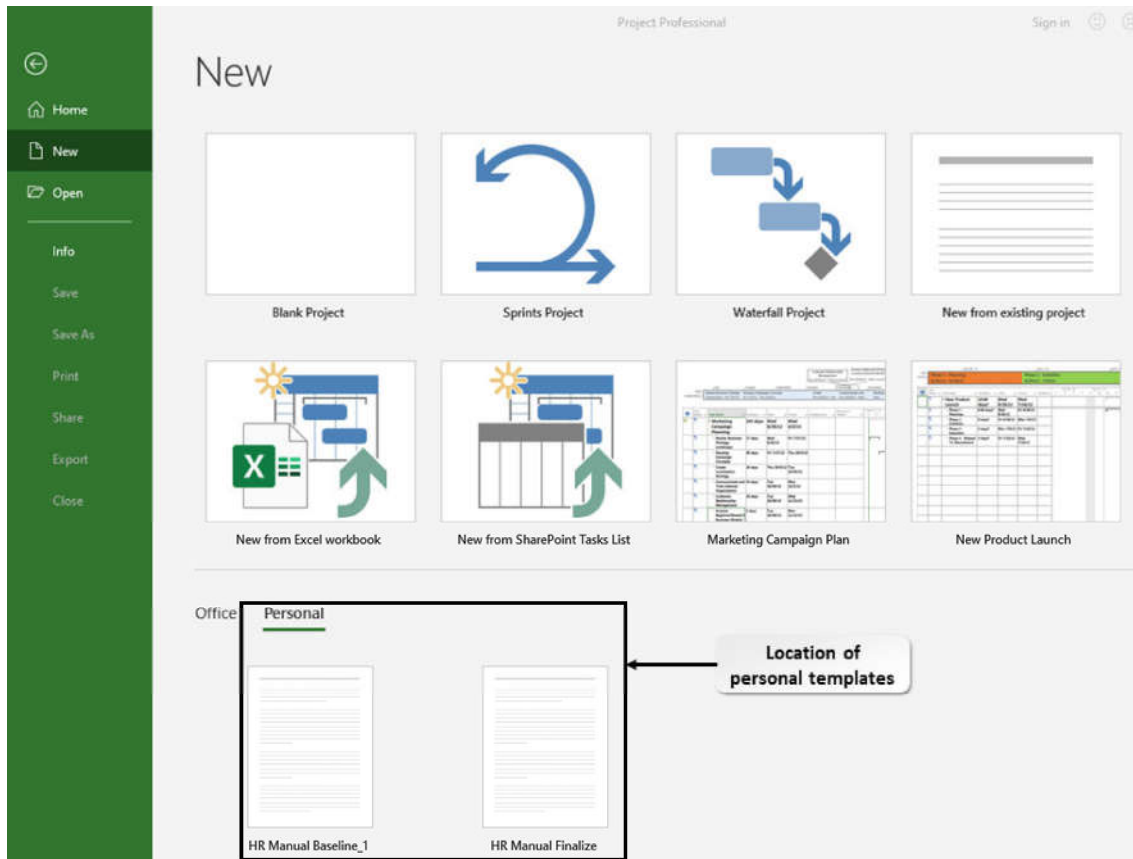 Project Professional
Sign in
New
Home
New
Open
Info
Save
Save As
Print
Share
Export
Close
Blank Project
Sprints Project
Waterfall Project
New from existing project
New from Excel workbook
New from SharePoint Tasks List
Marketing Campaign Plan
New Product Launch
Office
Personal
Location of
personal templates
HR Manual Baseline_1
HR Manual Finalize